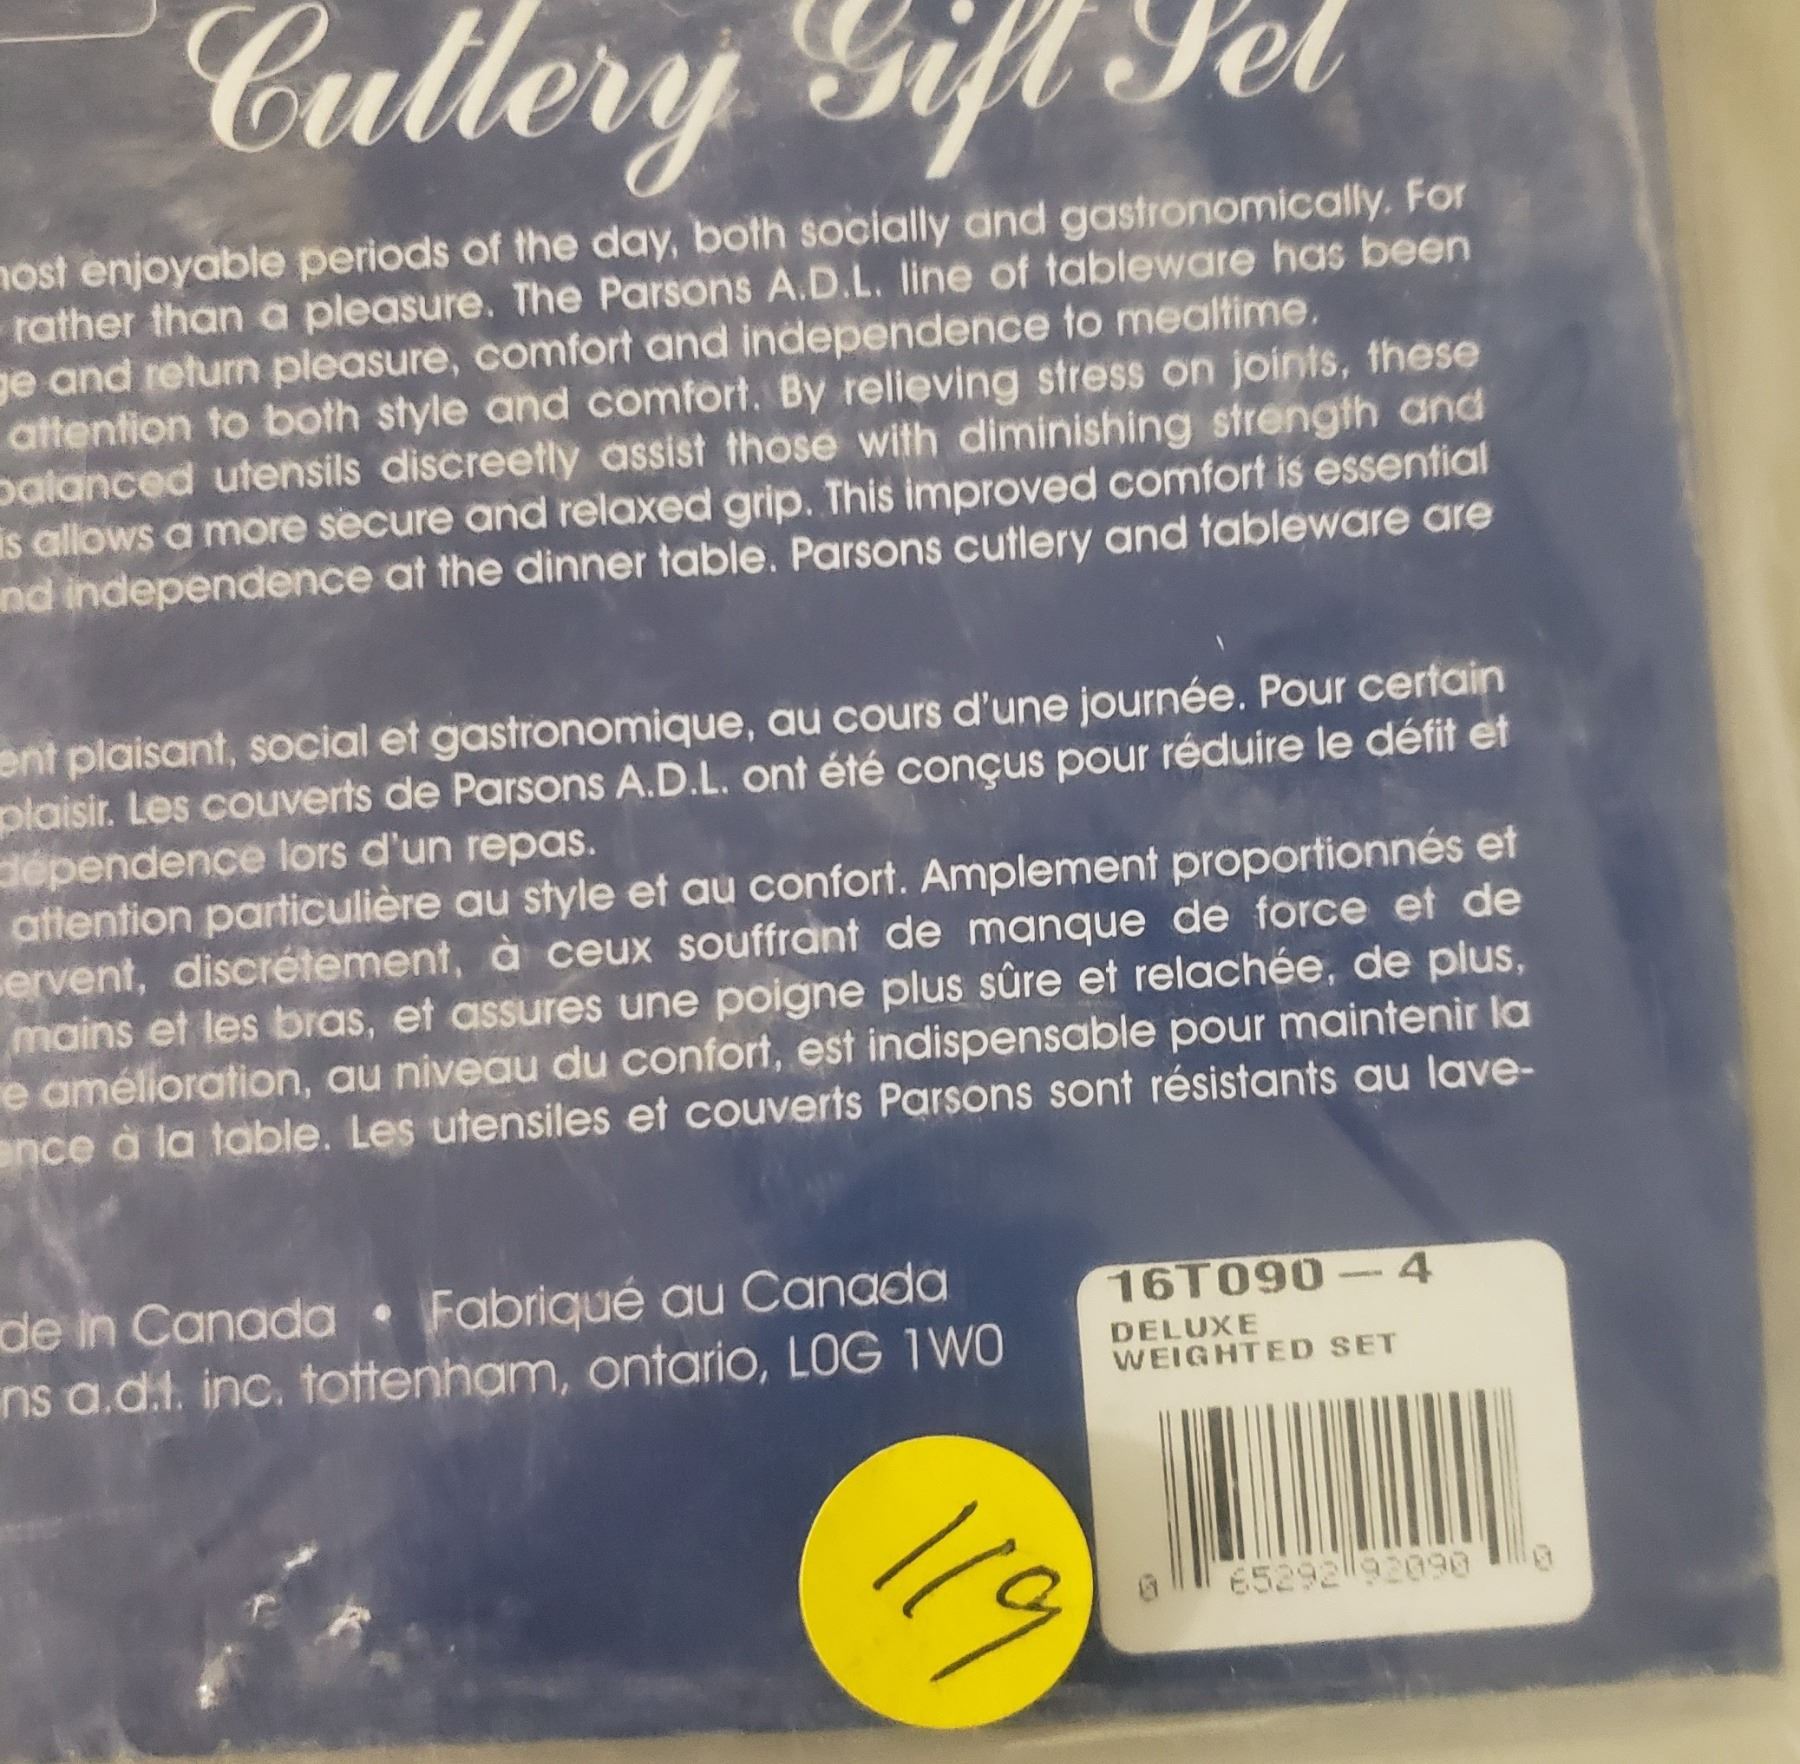 Cutlery Gift Set
most enjoyable periods of the day, both socially and gastronomically. For
rather than a pleasure. The Parsons A.D.L. line of tableware has been
ge and return pleasure, comfort and independence to mealtime.
attention to both style and comfort. By relieving stress on joints, these
balanced utensils discreetly assist those with diminishing strength and
is allows a more secure and relaxed grip. This improved comfort is essential
nd independence at the dinner table. Parsons cutlery and tableware are
ent plaisant, social et gastronomique, au cours d'une journée. Pour certain
plaisir. Les couverts de Parsons A.D.L. ont été conçus pour réduire le défit et
dépendence lors d'un repas.
attention particulière au style et au confort. Amplement proportionnés et
servent, discrétement, à ceux souffrant de manque de force et de
mains et les bras, et assures une poigne plus sûre et relachée, de plus,
e amélioration, au niveau du confort, est indispensable pour maintenir la
ence à la table. Les utensiles et couverts Parsons sont résistants au lave-
de in Canada • Fabriqué au Canada
ns a.d.l. inc. tottenham, ontario, L0G 1W0
16T090 — 4
DELUXE
WEIGHTED SET
0 65292 92090 0
119